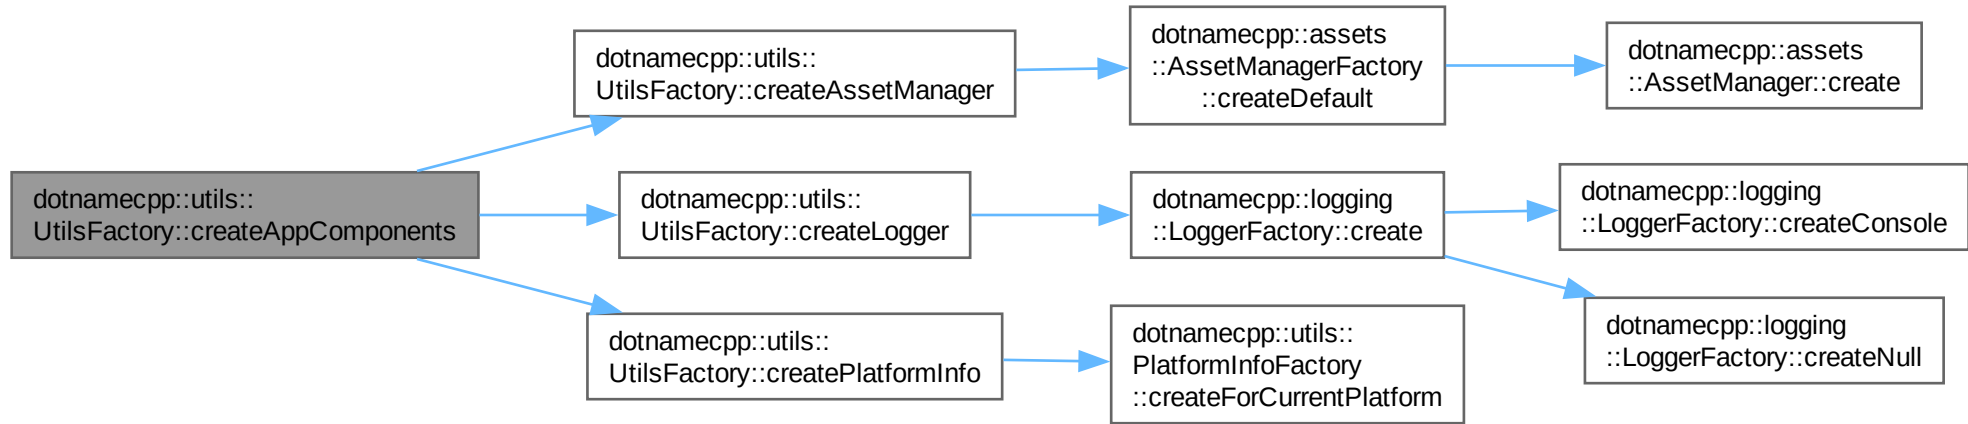 dotnamecpp::utils::
UtilsFactory::createAppComponents
dotnamecpp::utils::
UtilsFactory::createAssetManager
dotnamecpp::assets
::AssetManagerFactory
::createDefault
dotnamecpp::assets
::AssetManager::create
dotnamecpp::utils::
UtilsFactory::createLogger
dotnamecpp::logging
::LoggerFactory::create
dotnamecpp::logging
::LoggerFactory::createConsole
dotnamecpp::logging
::LoggerFactory::createNull
dotnamecpp::utils::
UtilsFactory::createPlatformInfo
dotnamecpp::utils::
PlatformInfoFactory
::createForCurrentPlatform